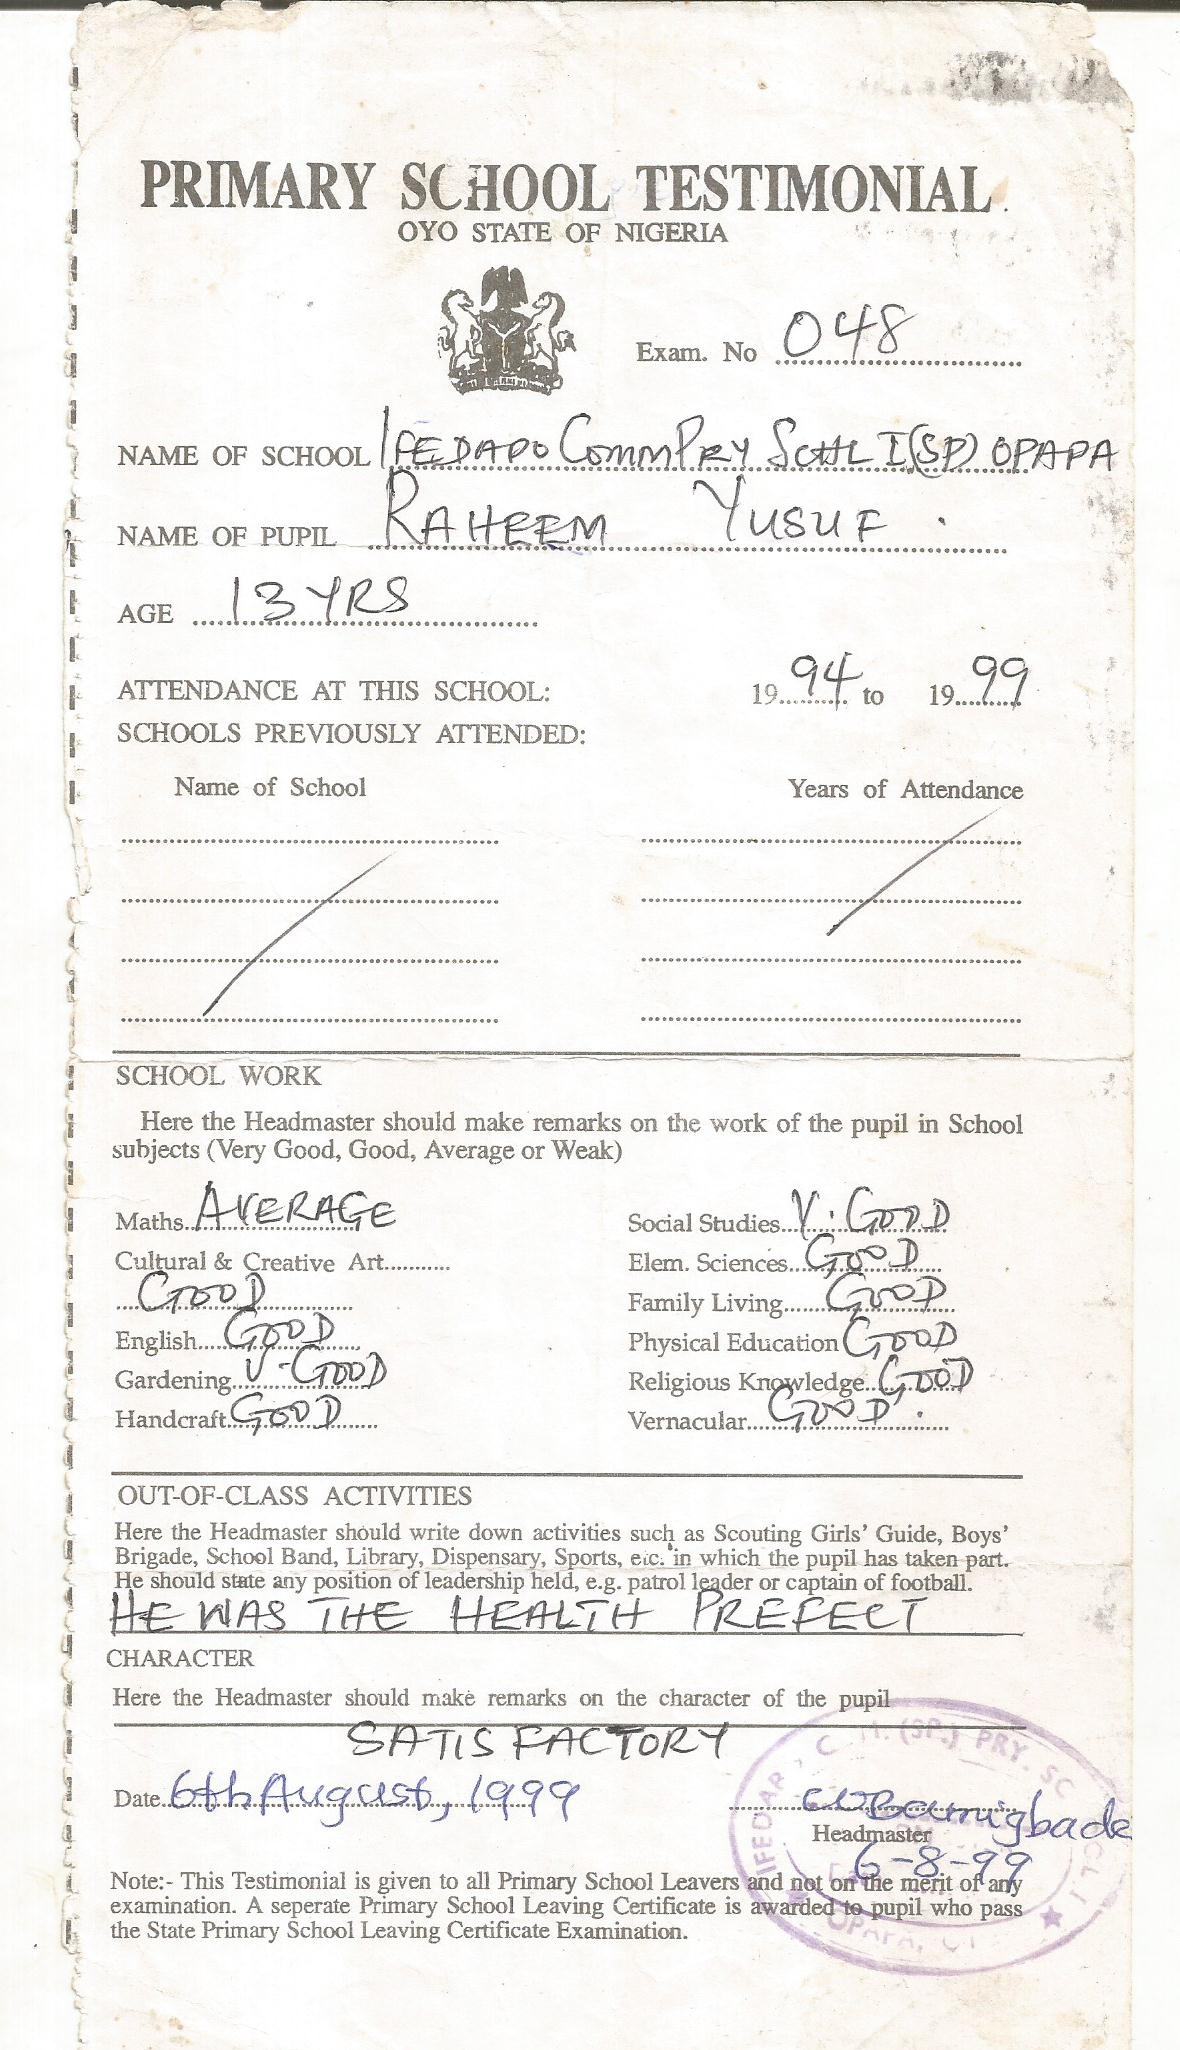 PRIMARY SCHOOL TESTIMONIAL
OYO STATE OF NIGERIA
Exam. No 048
NAME OF SCHOOL IFEDAPO COMM PRY SCHL I (SP) OPAPA
NAME OF PUPIL RAHEEM YUSUF.
AGE 13 YRS
ATTENDANCE AT THIS SCHOOL: 1994 to 1999
SCHOOLS PREVIOUSLY ATTENDED:
Name of School Years of Attendance
SCHOOL WORK
Here the Headmaster should make remarks on the work of the pupil in School
subjects (Very Good, Good, Average or Weak)
Maths AVERAGE
Cultural & Creative Art
GOOD
English GOOD
Gardening V. GOOD
Handcraft GOOD
Social Studies V. GOOD
Elem. Sciences GOOD
Family Living GOOD
Physical Education GOOD
Religious Knowledge GOOD
Vernacular GOOD.
OUT-OF-CLASS ACTIVITIES
Here the Headmaster should write down activities such as Scouting Girls' Guide, Boys'
Brigade, School Band, Library, Dispensary, Sports, etc. in which the pupil has taken part.
He should state any position of leadership held, e.g. patrol leader or captain of football.
HE WAS THE HEALTH PREFECT
CHARACTER
Here the Headmaster should make remarks on the character of the pupil
SATISFACTORY
Date 6th August, 1999
Headmaster
6-8-99
Note:- This Testimonial is given to all Primary School Leavers and not on the merit of any
examination. A seperate Primary School Leaving Certificate is awarded to pupil who pass
the State Primary School Leaving Certificate Examination.
(SP.) PRY.
OPAPA,